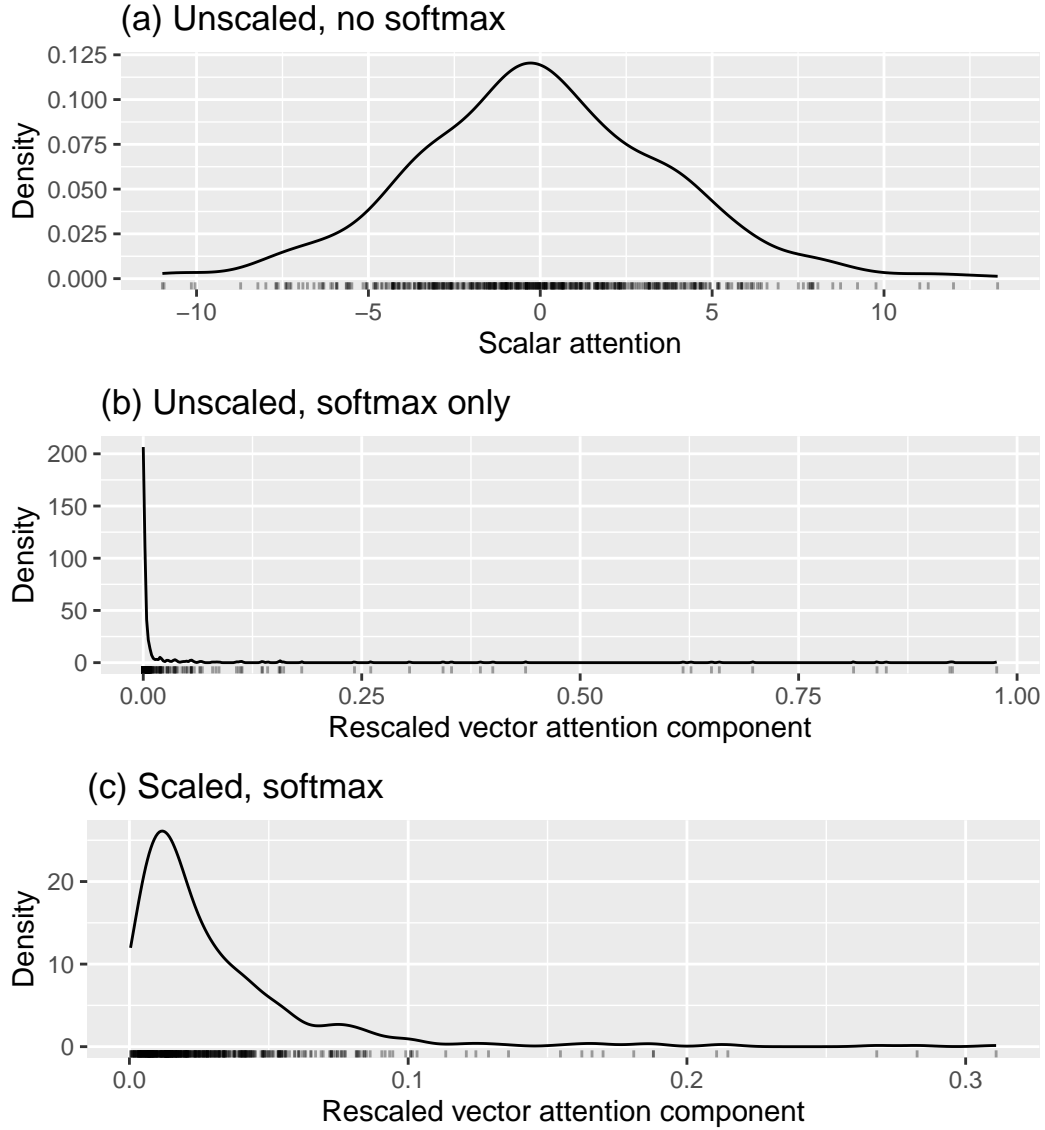 (a) Unscaled, no softmax
0.125
0.100
0.075
0.050
0.025
0.000
Density
−10 −5 0 5 10
Scalar attention
(b) Unscaled, softmax only
200
150
100
50
0
Density
0.00 0.25 0.50 0.75 1.00
Rescaled vector attention component
(c) Scaled, softmax
20
10
0
Density
0.0 0.1 0.2 0.3
Rescaled vector attention component